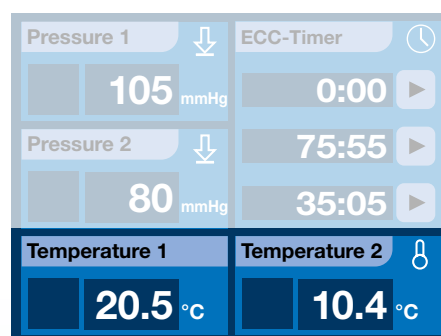 Pressure 1
105 mmHg
Pressure 2
80 mmHg
ECC-Timer
0:00
75:55
35:05
Temperature 1
20.5 °C
Temperature 2
10.4 °C